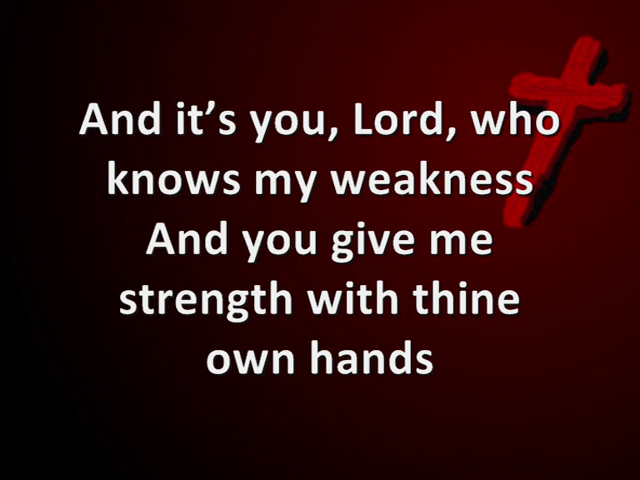 And it’s you, Lord, who
knows my weakness
And you give me
strength with thine
own hands